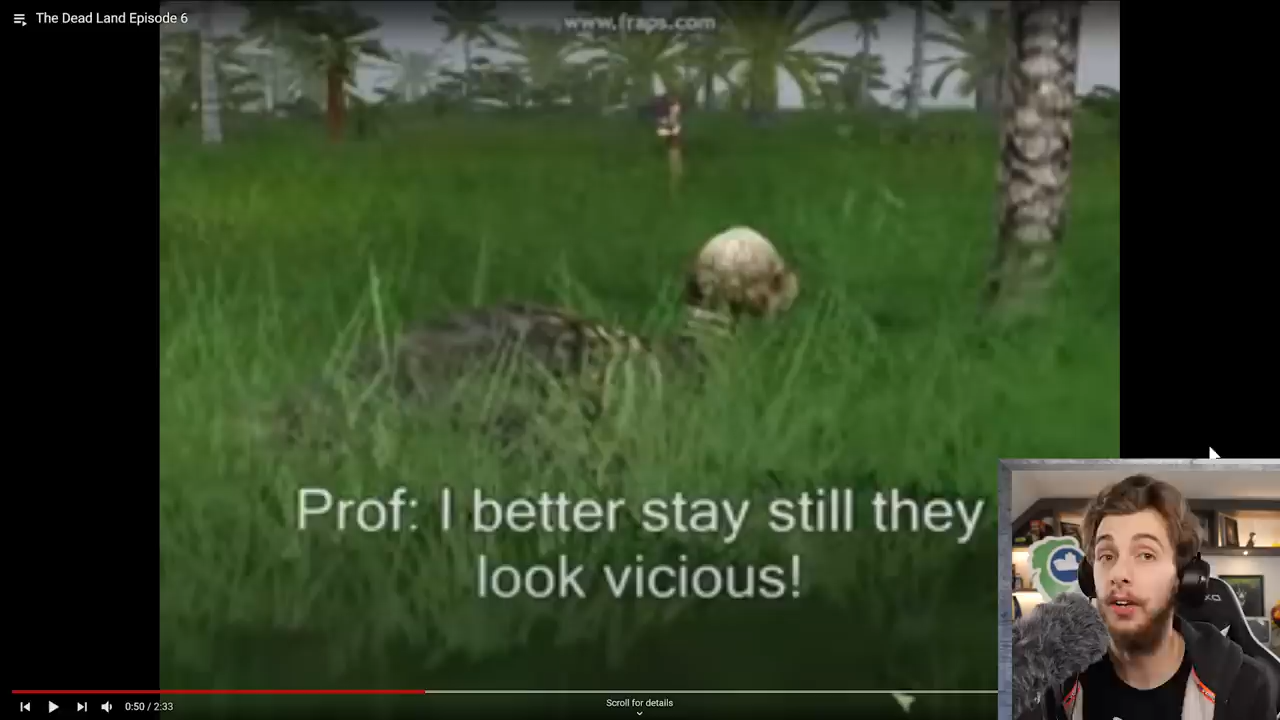 The Dead Land Episode 6
www.fraps.com
Prof: I better stay still they
look vicious!
0:50 / 2:33
Scroll for details